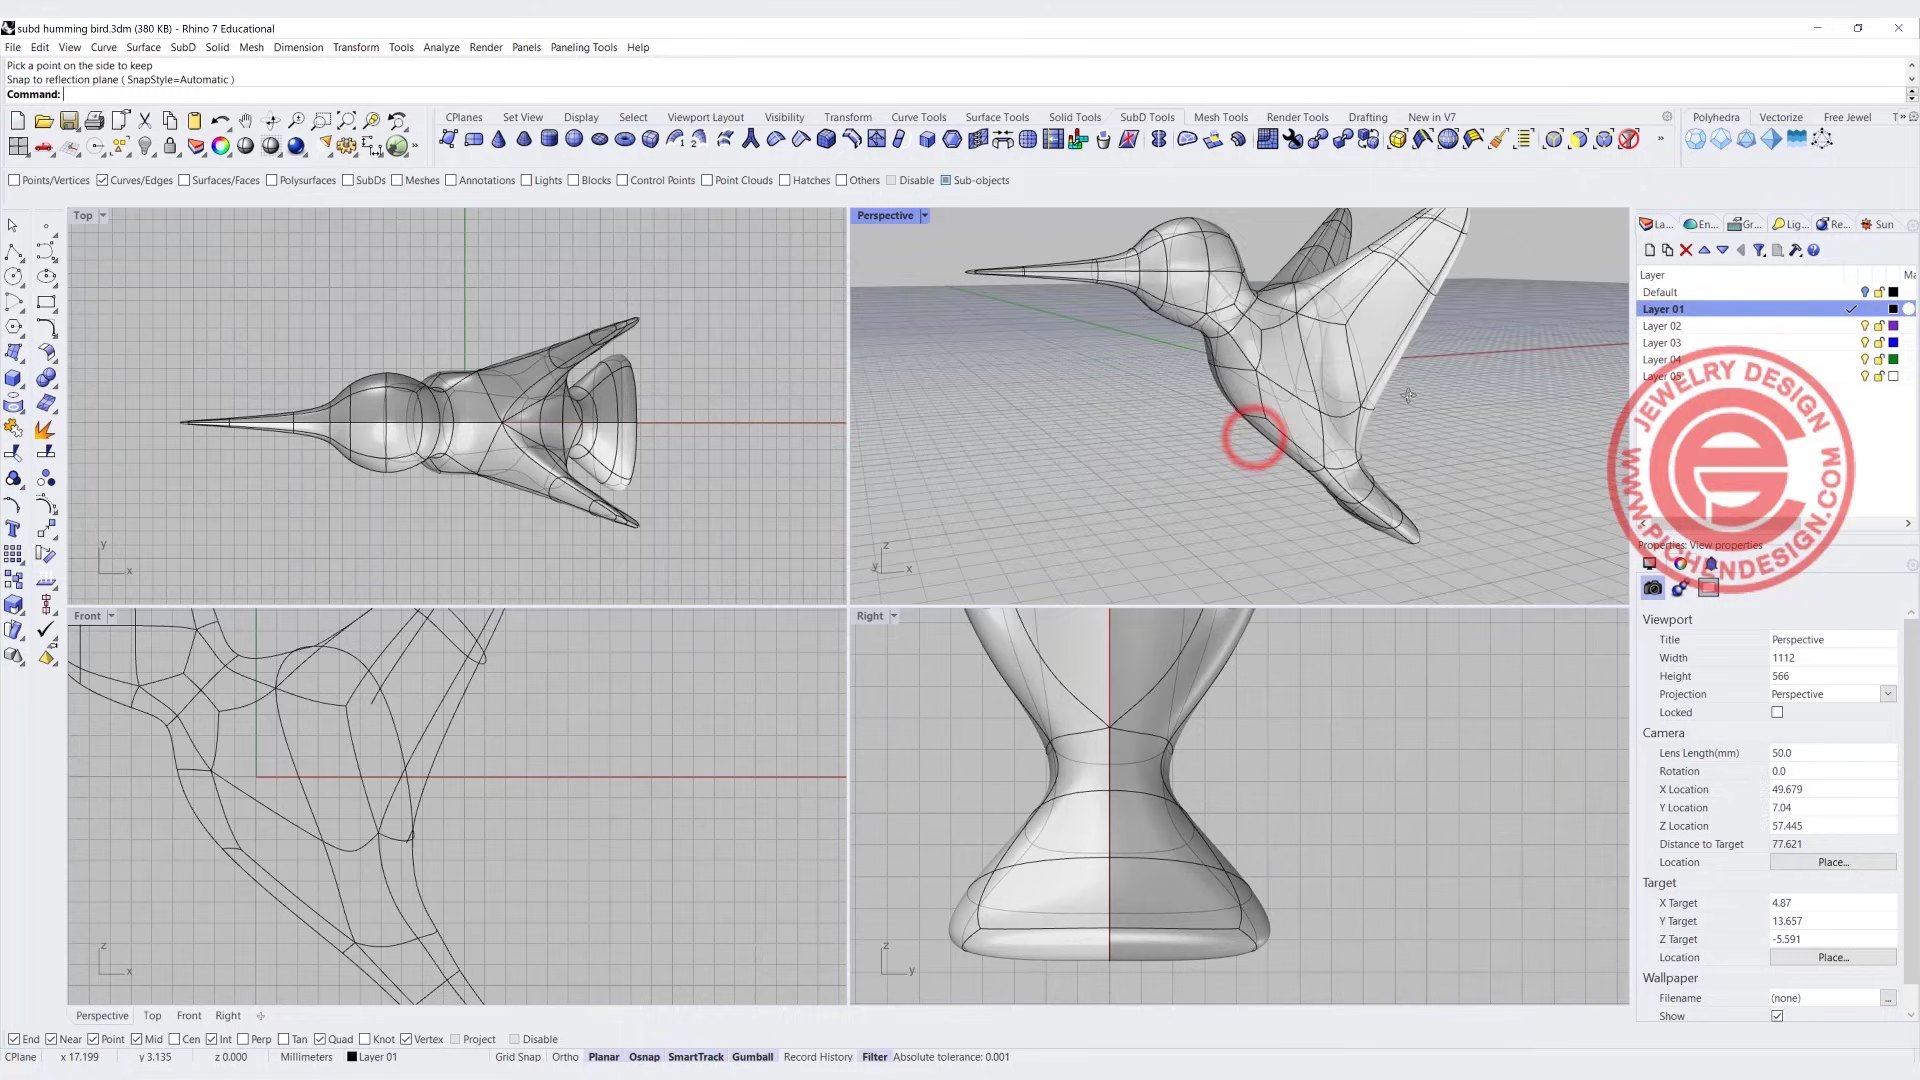 subd humming bird.3dm (380 KB) - Rhino 7 Educational
File Edit View Curve Surface SubD Solid Mesh Dimension Transform Tools Analyze Render Panels Paneling Tools Help
Pick a point on the side to keep
Snap to reflection plane ( SnapStyle=Automatic )
Command:
CPlanes Set View Display Select Viewport Layout Visibility Transform Curve Tools Surface Tools Solid Tools SubD Tools Mesh Tools Render Tools Drafting New in V7
Polyhedra Vectorize Free Jewel T
Points/Vertices Curves/Edges Surfaces/Faces Polysurfaces SubDs Meshes Annotations Lights Blocks Control Points Point Clouds Hatches Others Disable Sub-objects
Top
Perspective
La... En... Gr... Lig... Re... Sun
Layer
Default
Layer 01
Layer 02
Layer 03
Layer 04
Layer 05
JEWELRY DESIGN
WWW.PICHENDESIGN.COM
y
x
z
y
x
Properties: View properties
Front
Right
Viewport
Title Perspective
Width 1112
Height 566
Projection Perspective
Locked
Camera
Lens Length(mm) 50.0
Rotation 0.0
X Location 49.679
Y Location 7.04
Z Location 57.445
Distance to Target 77.621
Location Place...
Target
X Target 4.87
Y Target 13.657
Z Target -5.591
Location Place...
Wallpaper
Filename (none) ...
Show
z
x
z
y
Perspective Top Front Right
End Near Point Mid Cen Int Perp Tan Quad Knot Vertex Project Disable
CPlane x 17.199 y 3.135 z 0.000 Millimeters Layer 01 Grid Snap Ortho Planar Osnap SmartTrack Gumball Record History Filter Absolute tolerance: 0.001